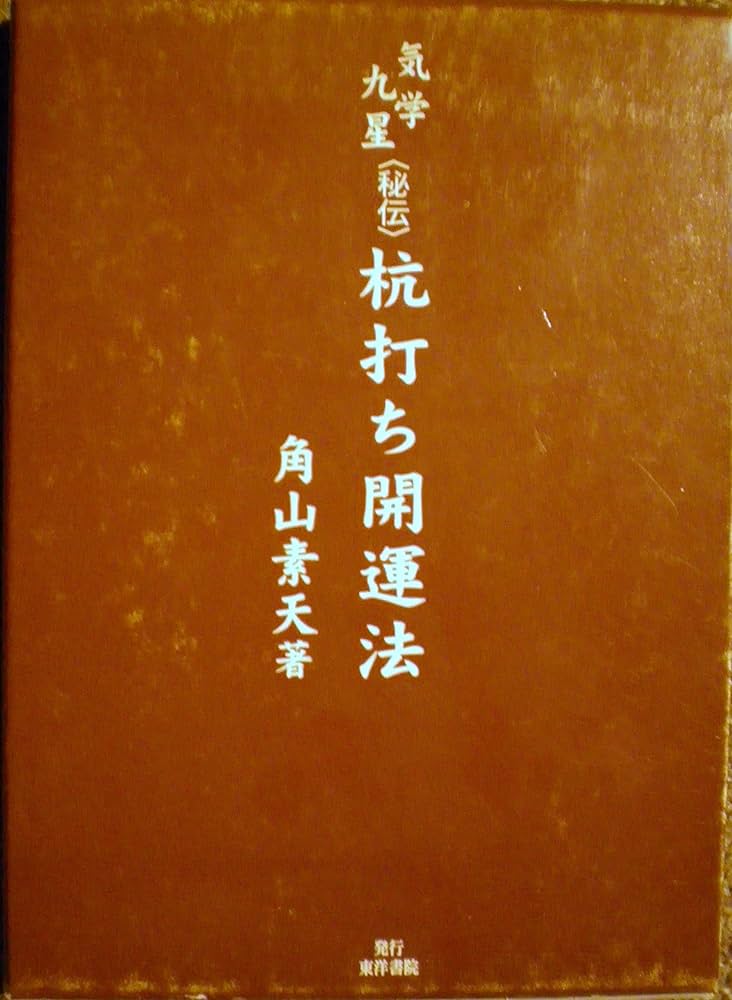 気学
九星〈秘伝〉杭打ち開運法
角山素天著
発行
東洋書院